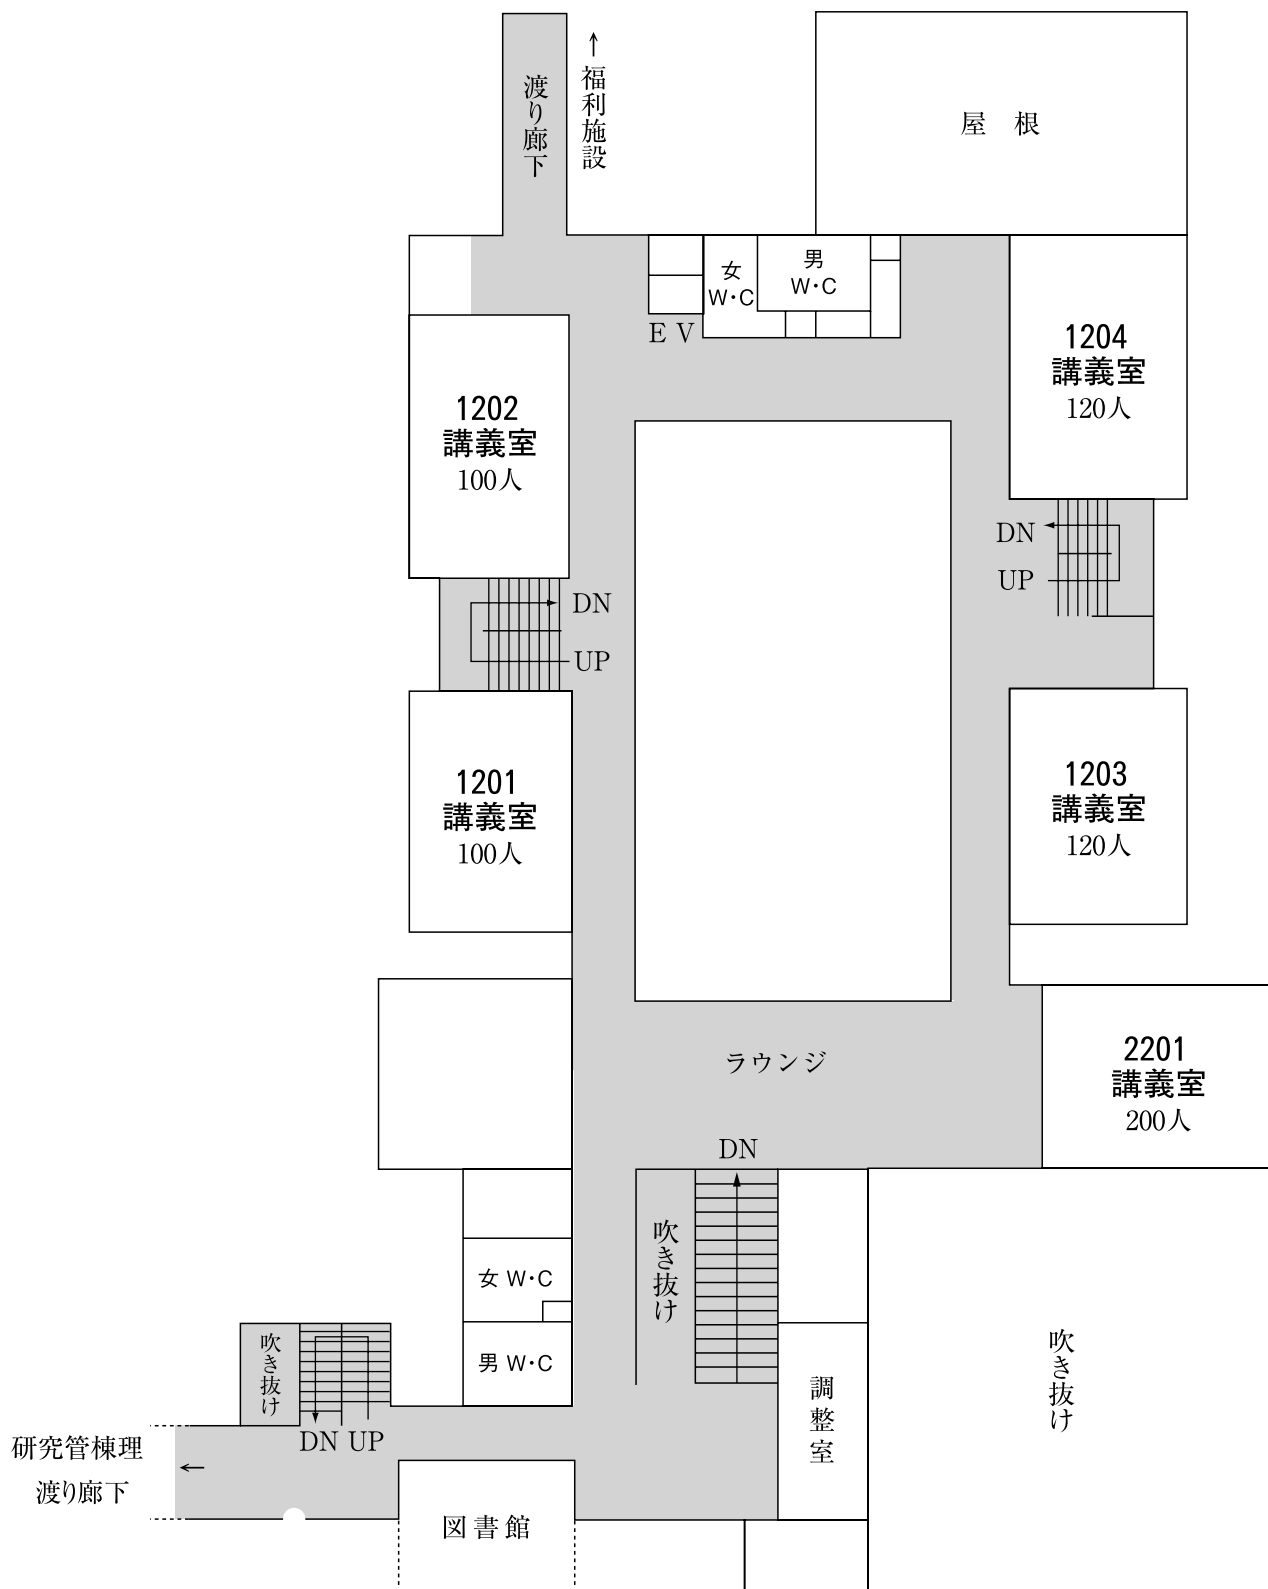 ↑
福利施設
渡り廊下
屋 根
女
W・C
男
W・C
EV
1204
講義室
120人
1202
講義室
100人
DN
UP
DN
UP
1201
講義室
100人
1203
講義室
120人
ラウンジ
2201
講義室
200人
DN
吹き抜け
女 W・C
男 W・C
吹き抜け
DN UP
調整室
吹き抜け
研究管棟理
渡り廊下
←
図書館